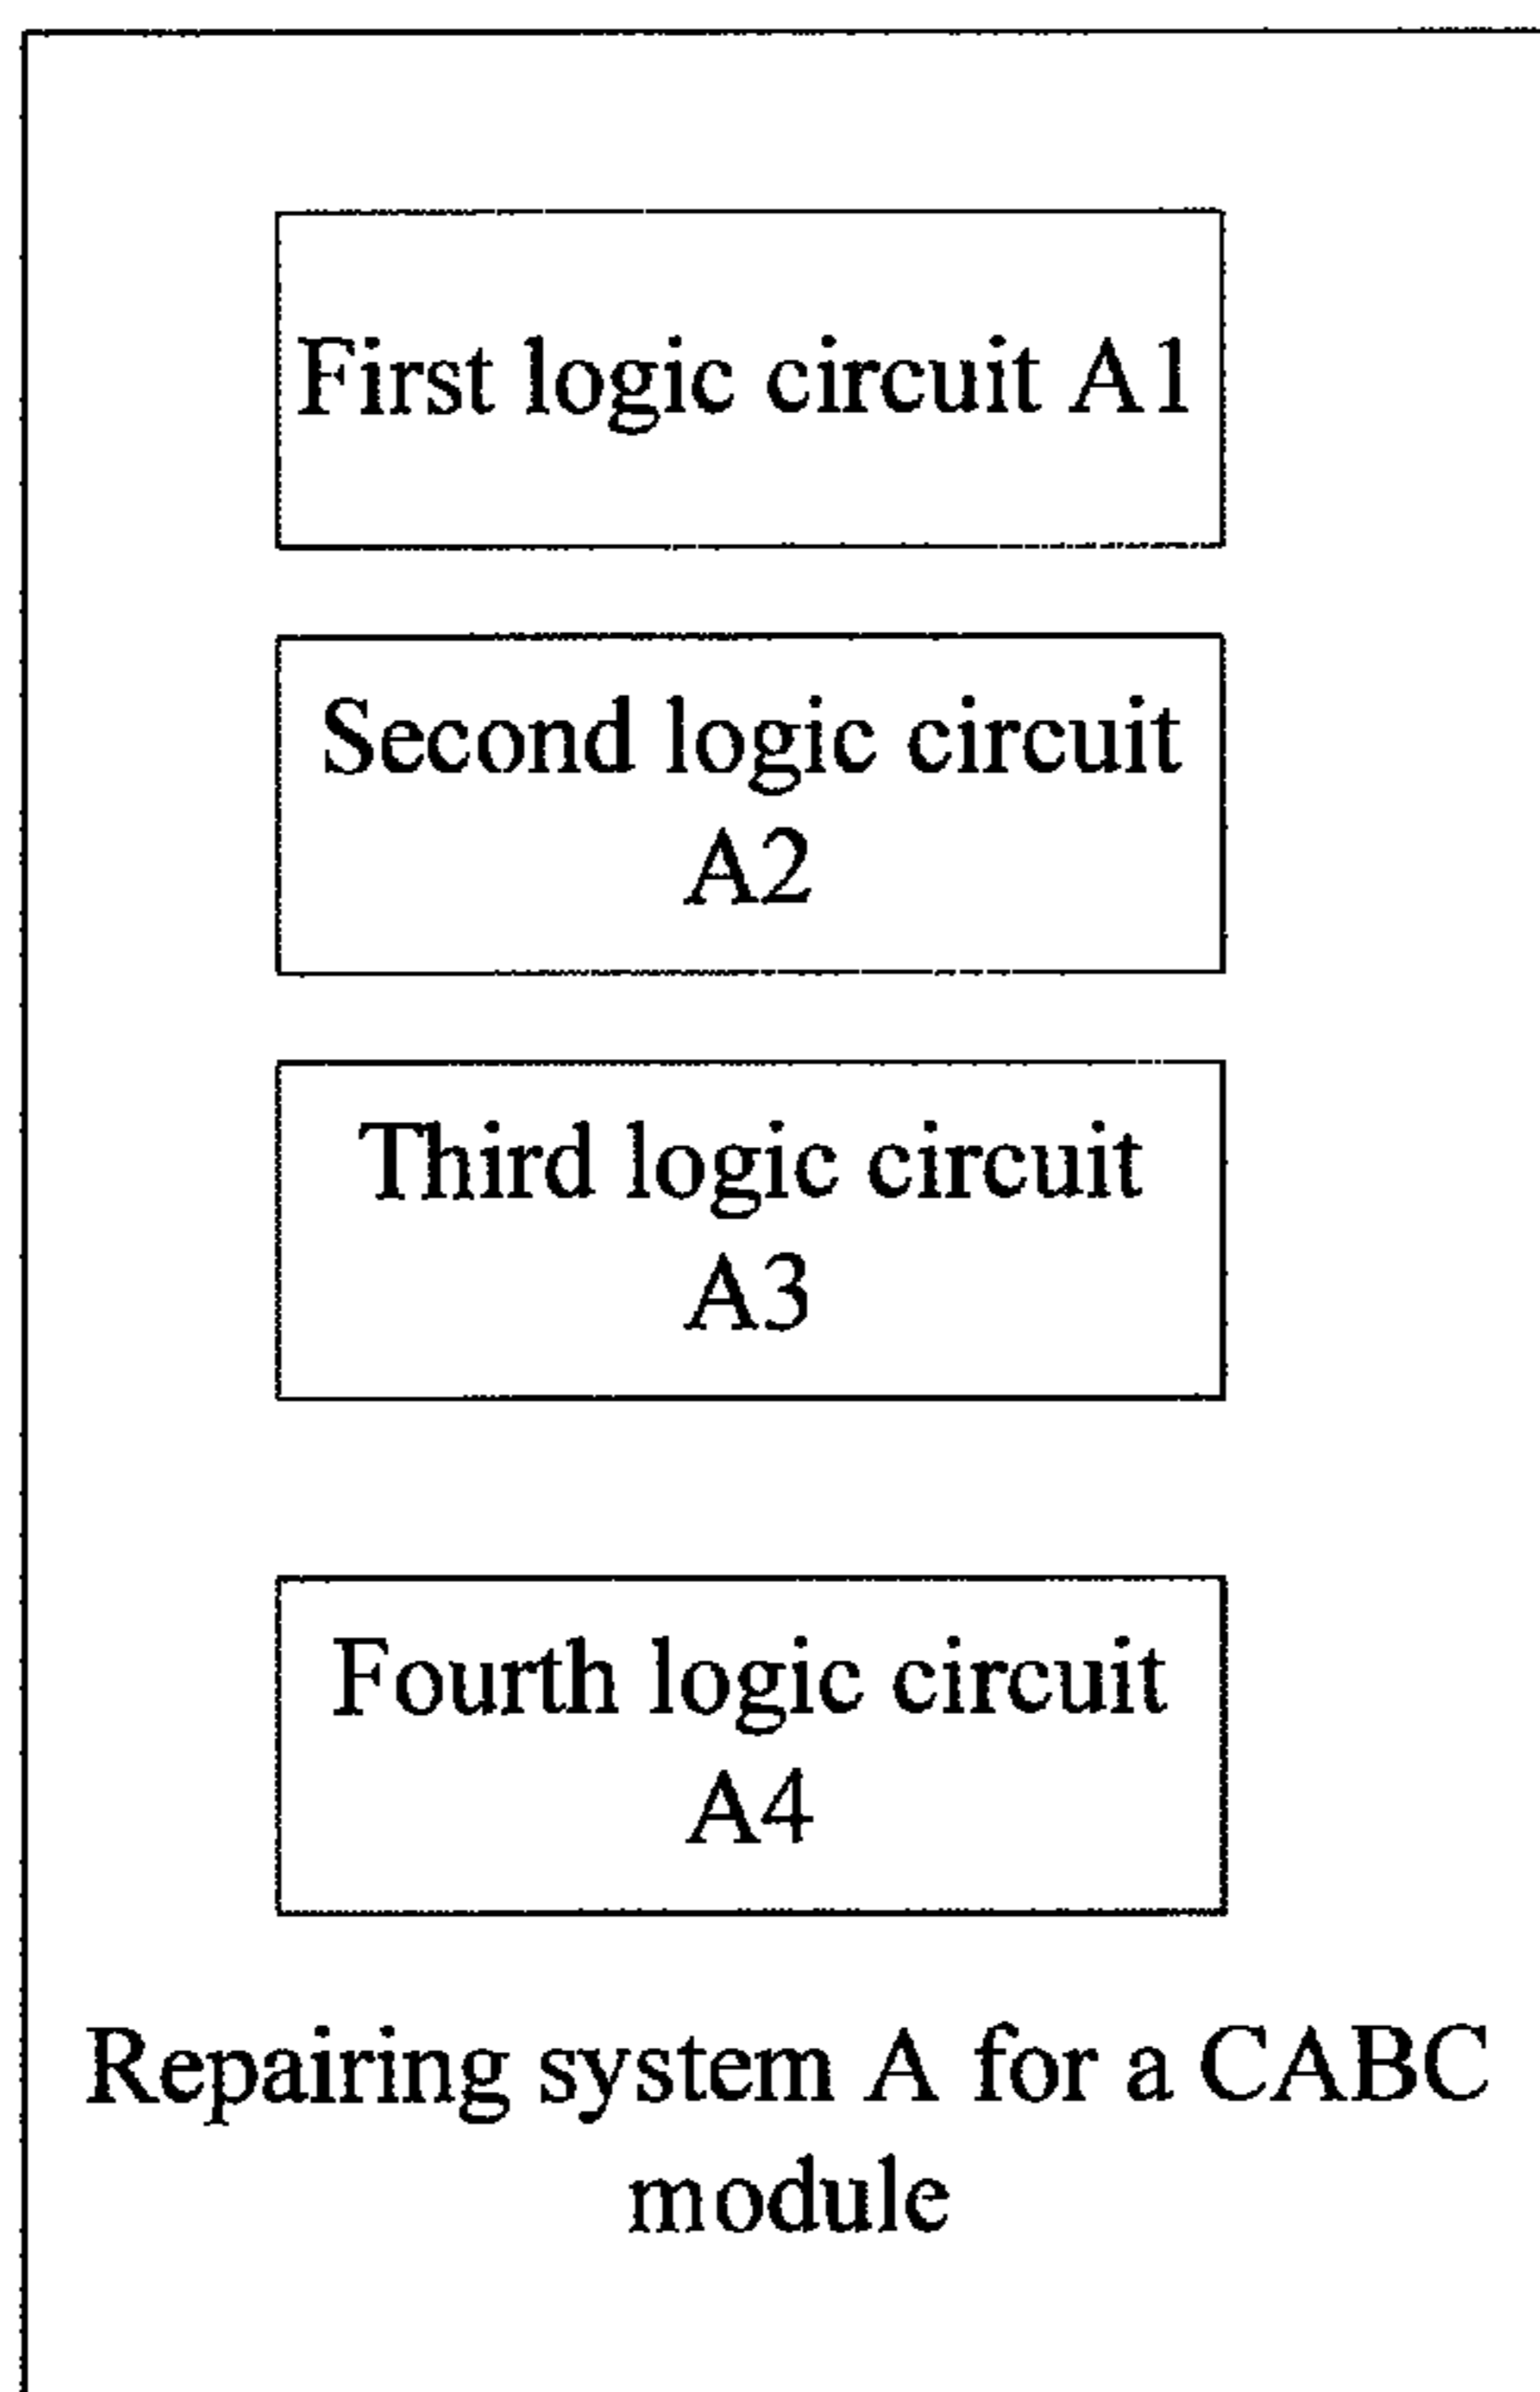 First logic circuit A1
Second logic circuit
A2
Third logic circuit
A3
Fourth logic circuit
A4
Repairing system A for a CABC
module